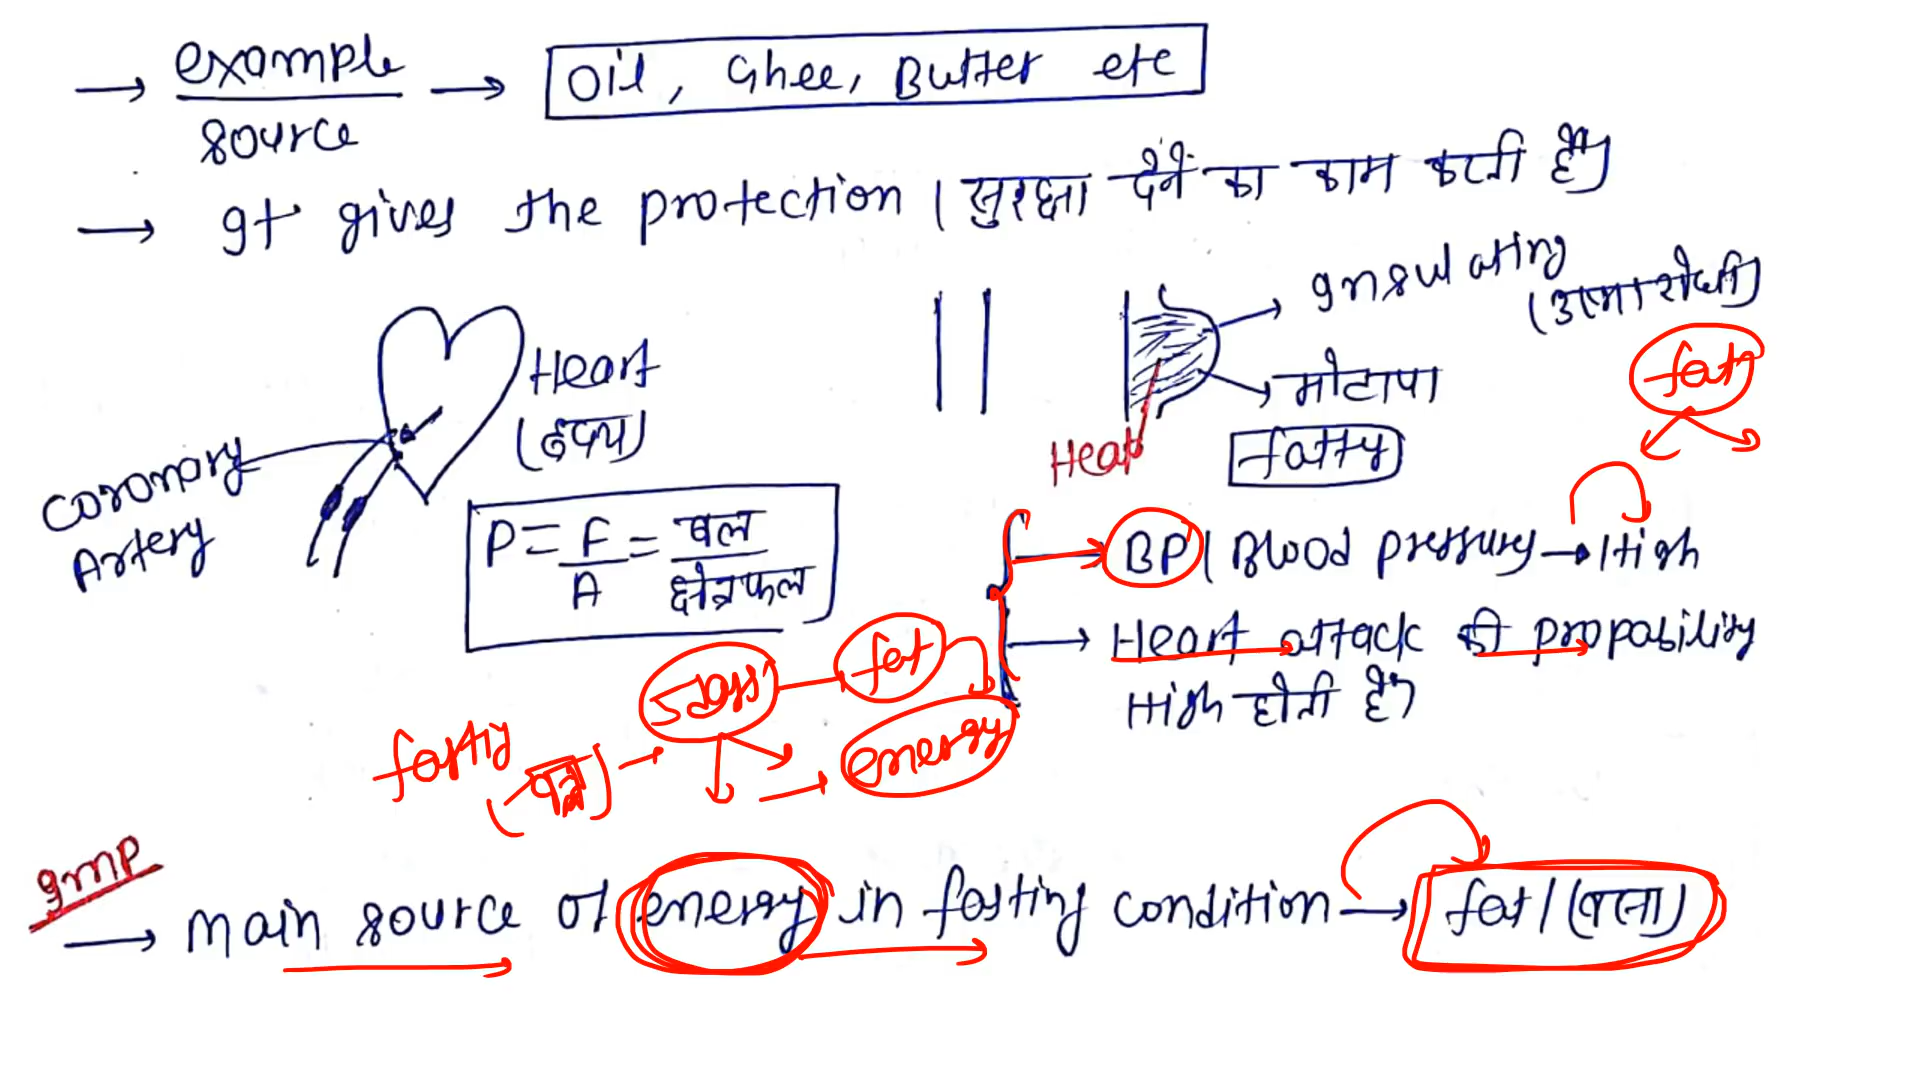 → example → Oil, Ghee, Butter etc
source
→ It gives the protection | सुरक्षा देने का काम करती है।
Insulating
(उष्मारोधी)
Heart
(हृदय)
मोटापा
fat
Heat
fatty
Coronary
Artery
P = F/A = बल/क्षेत्रफल
→ BP | Blood pressury → High
→ Heart attack की propability
High होती है।
fat
energy
Imp
→ main source of energy in fasting condition → fat/(वसा)